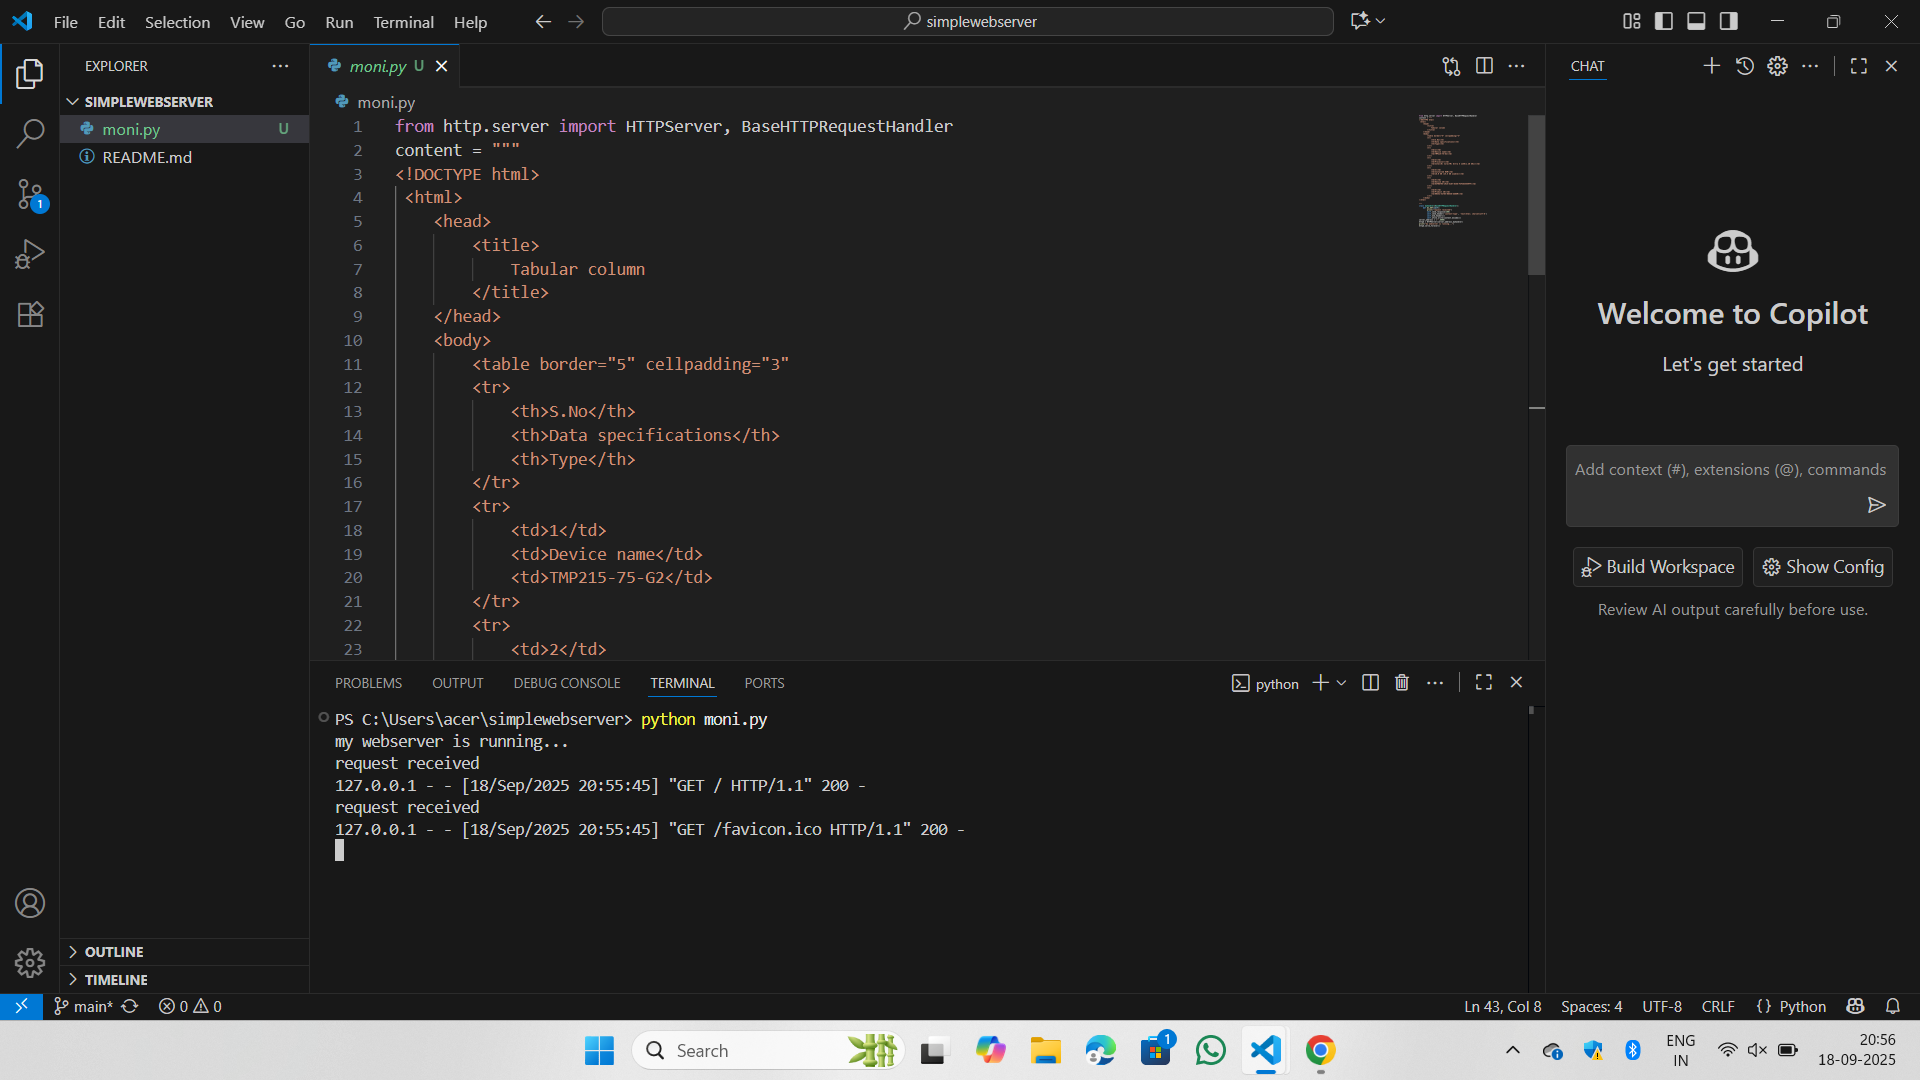 File Edit Selection View Go Run Terminal Help
simplewebserver
EXPLORER
SIMPLEWEBSERVER
moni.py U
README.md
1
OUTLINE
TIMELINE
moni.py U
moni.py
1 from http.server import HTTPServer, BaseHTTPRequestHandler
2 content = """
3 <!DOCTYPE html>
4 <html>
5 <head>
6 <title>
7 Tabular column
8 </title>
9 </head>
10 <body>
11 <table border="5" cellpadding="3"
12 <tr>
13 <th>S.No</th>
14 <th>Data specifications</th>
15 <th>Type</th>
16 </tr>
17 <tr>
18 <td>1</td>
19 <td>Device name</td>
20 <td>TMP215-75-G2</td>
21 </tr>
22 <tr>
23 <td>2</td>
PROBLEMS OUTPUT DEBUG CONSOLE TERMINAL PORTS
python
PS C:\Users\acer\simplewebserver> python moni.py
my webserver is running...
request received
127.0.0.1 - - [18/Sep/2025 20:55:45] "GET / HTTP/1.1" 200 -
request received
127.0.0.1 - - [18/Sep/2025 20:55:45] "GET /favicon.ico HTTP/1.1" 200 -
CHAT
Welcome to Copilot
Let's get started
Add context (#), extensions (@), commands
Build Workspace Show Config
Review AI output carefully before use.
main* 0 0
Ln 43, Col 8 Spaces: 4 UTF-8 CRLF {} Python
Search
1
ENG
IN
20:56
18-09-2025